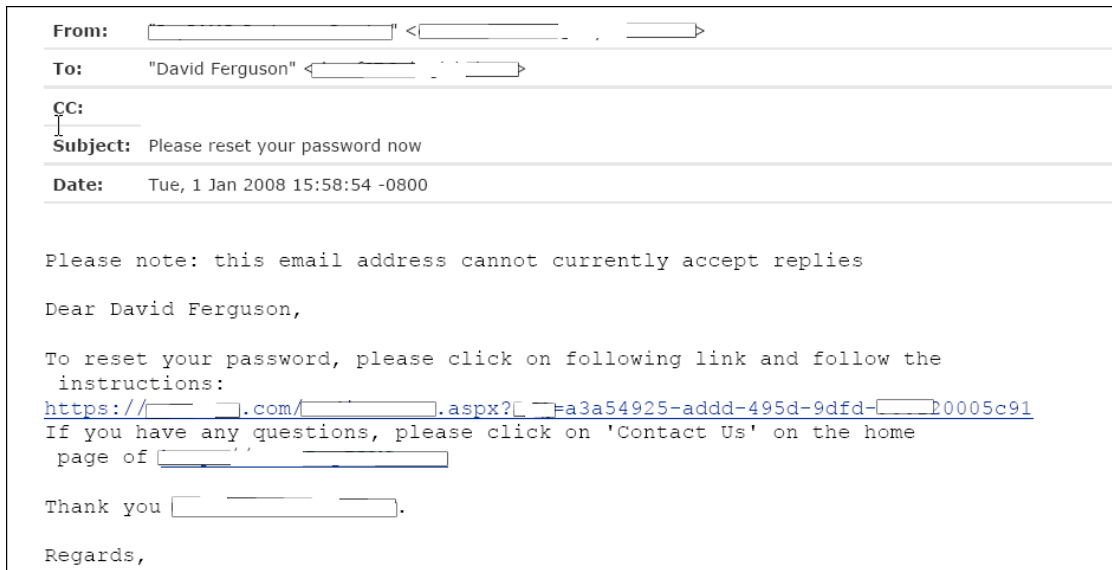 From: " < >
To: "David Ferguson" < >
CC:
Subject: Please reset your password now
Date: Tue, 1 Jan 2008 15:58:54 -0800
Please note: this email address cannot currently accept replies
Dear David Ferguson,
To reset your password, please click on following link and follow the
instructions:
https:// .com/ .aspx? =a3a54925-addd-495d-9dfd- 20005c91
If you have any questions, please click on 'Contact Us' on the home
page of
Thank you .
Regards,